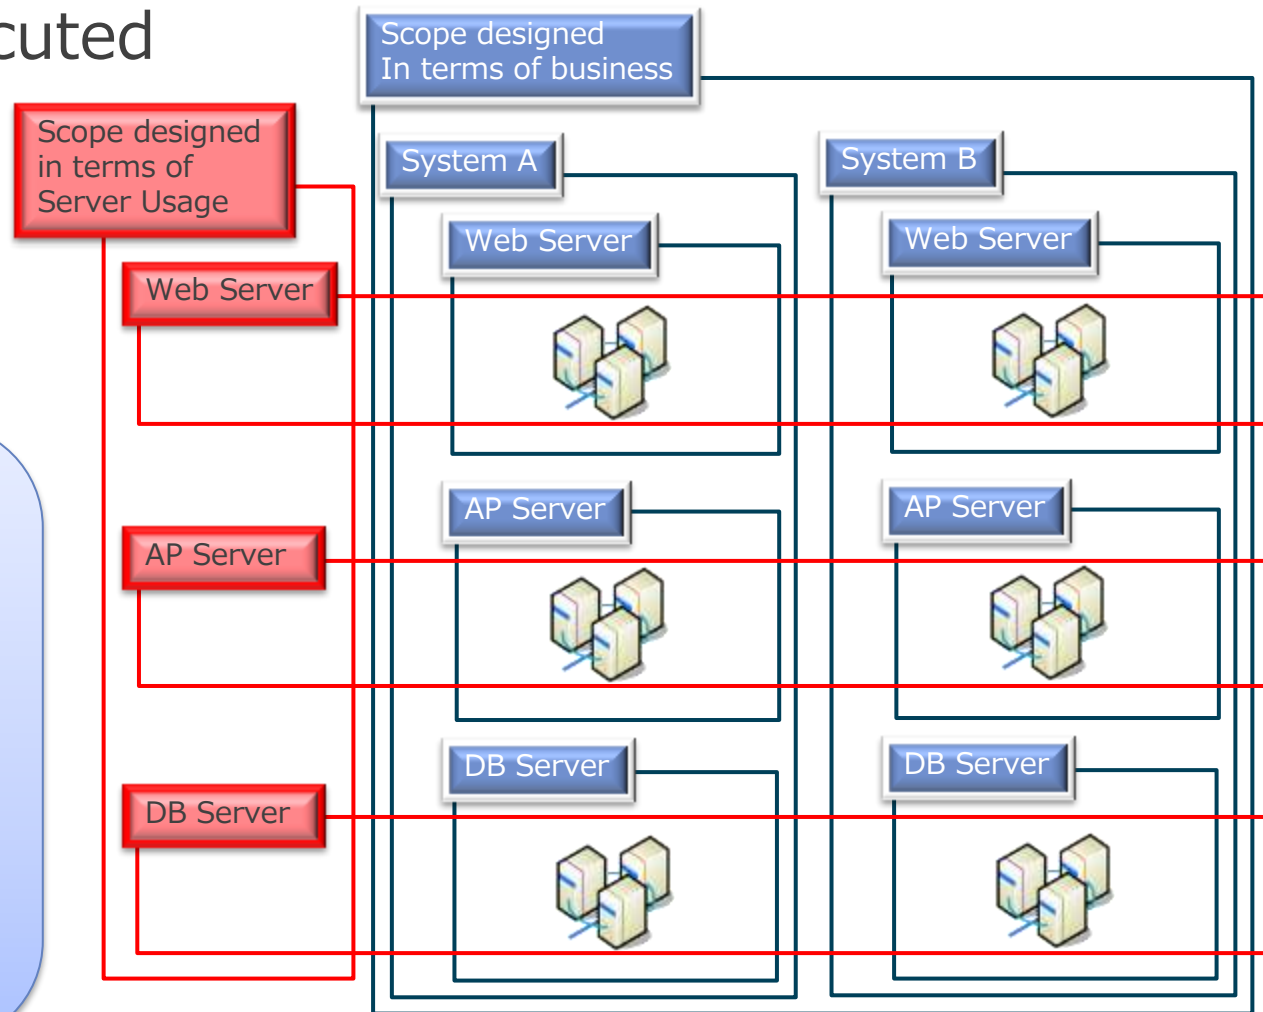 Scope designed
In terms of business
Scope designed
in terms of
Server Usage
System A
System B
Web Server
Web Server
Web Server
AP Server
AP Server
AP Server
DB Server
DB Server
DB Server